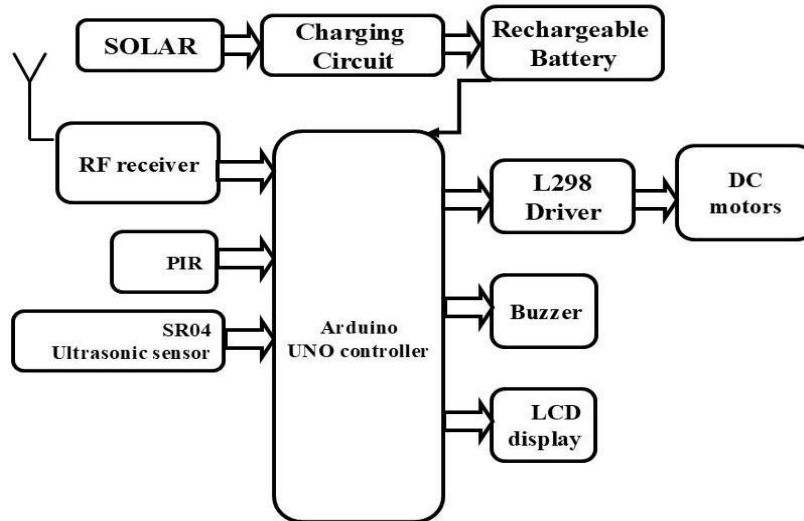 SOLAR
Charging
Circuit
Rechargeable
Battery
RF receiver
L298
Driver
DC
motors
PIR
SR04
Ultrasonic sensor
Arduino
UNO controller
Buzzer
LCD
display